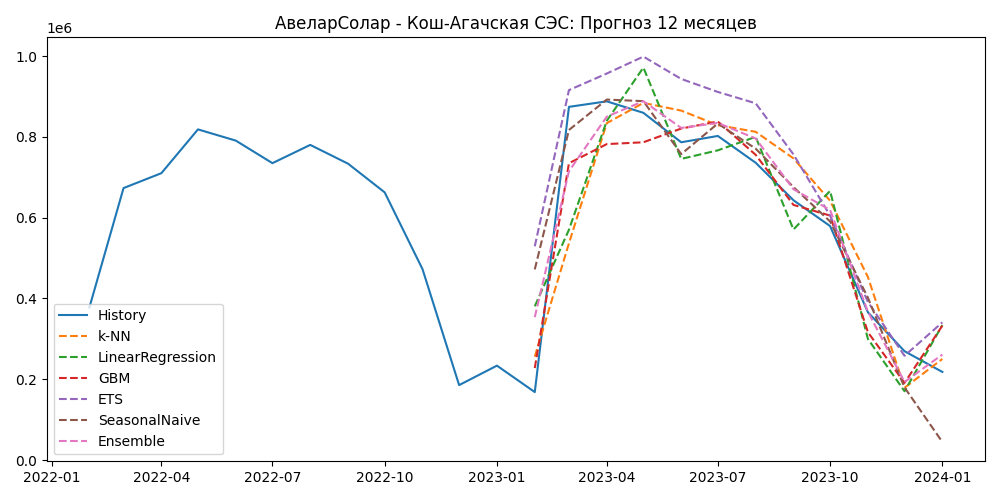 АвеларСолар - Кош-Агачская СЭС: Прогноз 12 месяцев
1e6
1.0
0.8
0.6
0.4
0.2
0.0
History
k-NN
LinearRegression
GBM
ETS
SeasonalNaive
Ensemble
2022-01 2022-04 2022-07 2022-10 2023-01 2023-04 2023-07 2023-10 2024-01